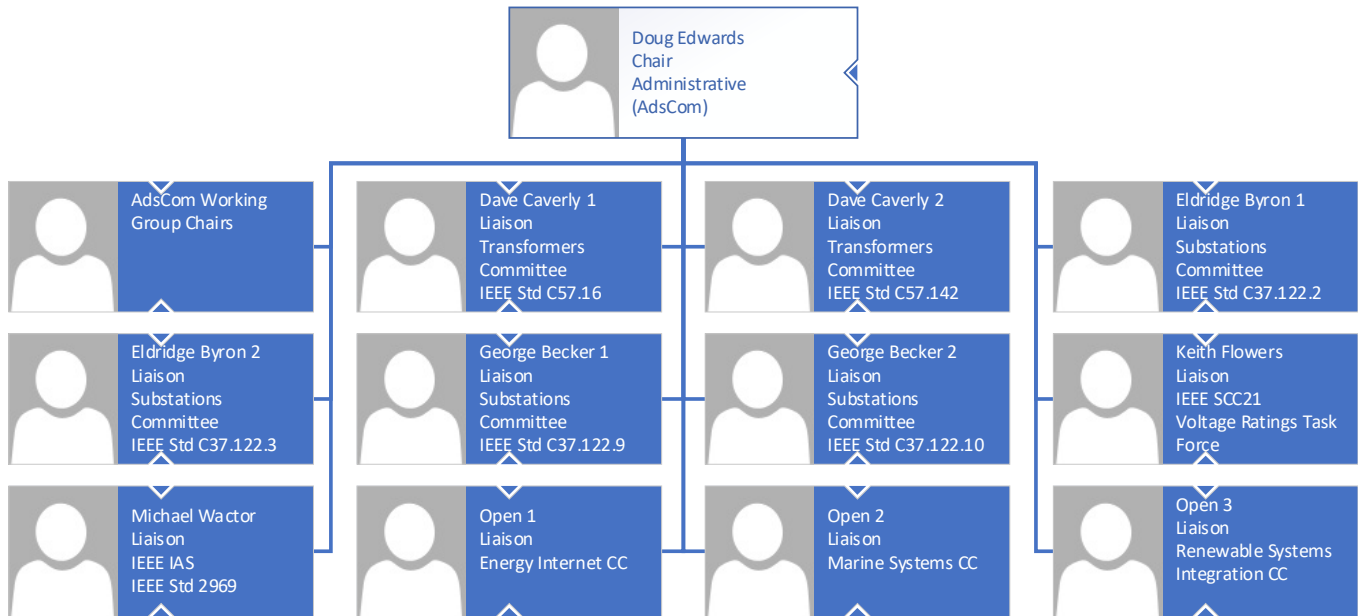 Doug Edwards
Chair
Administrative
(AdsCom)
AdsCom Working
Group Chairs
Dave Caverly 1
Liaison
Transformers
Committee
IEEE Std C57.16
Dave Caverly 2
Liaison
Transformers
Committee
IEEE Std C57.142
Eldridge Byron 1
Liaison
Substations
Committee
IEEE Std C37.122.2
Eldridge Byron 2
Liaison
Substations
Committee
IEEE Std C37.122.3
George Becker 1
Liaison
Substations
Committee
IEEE Std C37.122.9
George Becker 2
Liaison
Substations
Committee
IEEE Std C37.122.10
Keith Flowers
Liaison
IEEE SCC21
Voltage Ratings Task
Force
Michael Wactor
Liaison
IEEE IAS
IEEE Std 2969
Open 1
Liaison
Energy Internet CC
Open 2
Liaison
Marine Systems CC
Open 3
Liaison
Renewable Systems
Integration CC